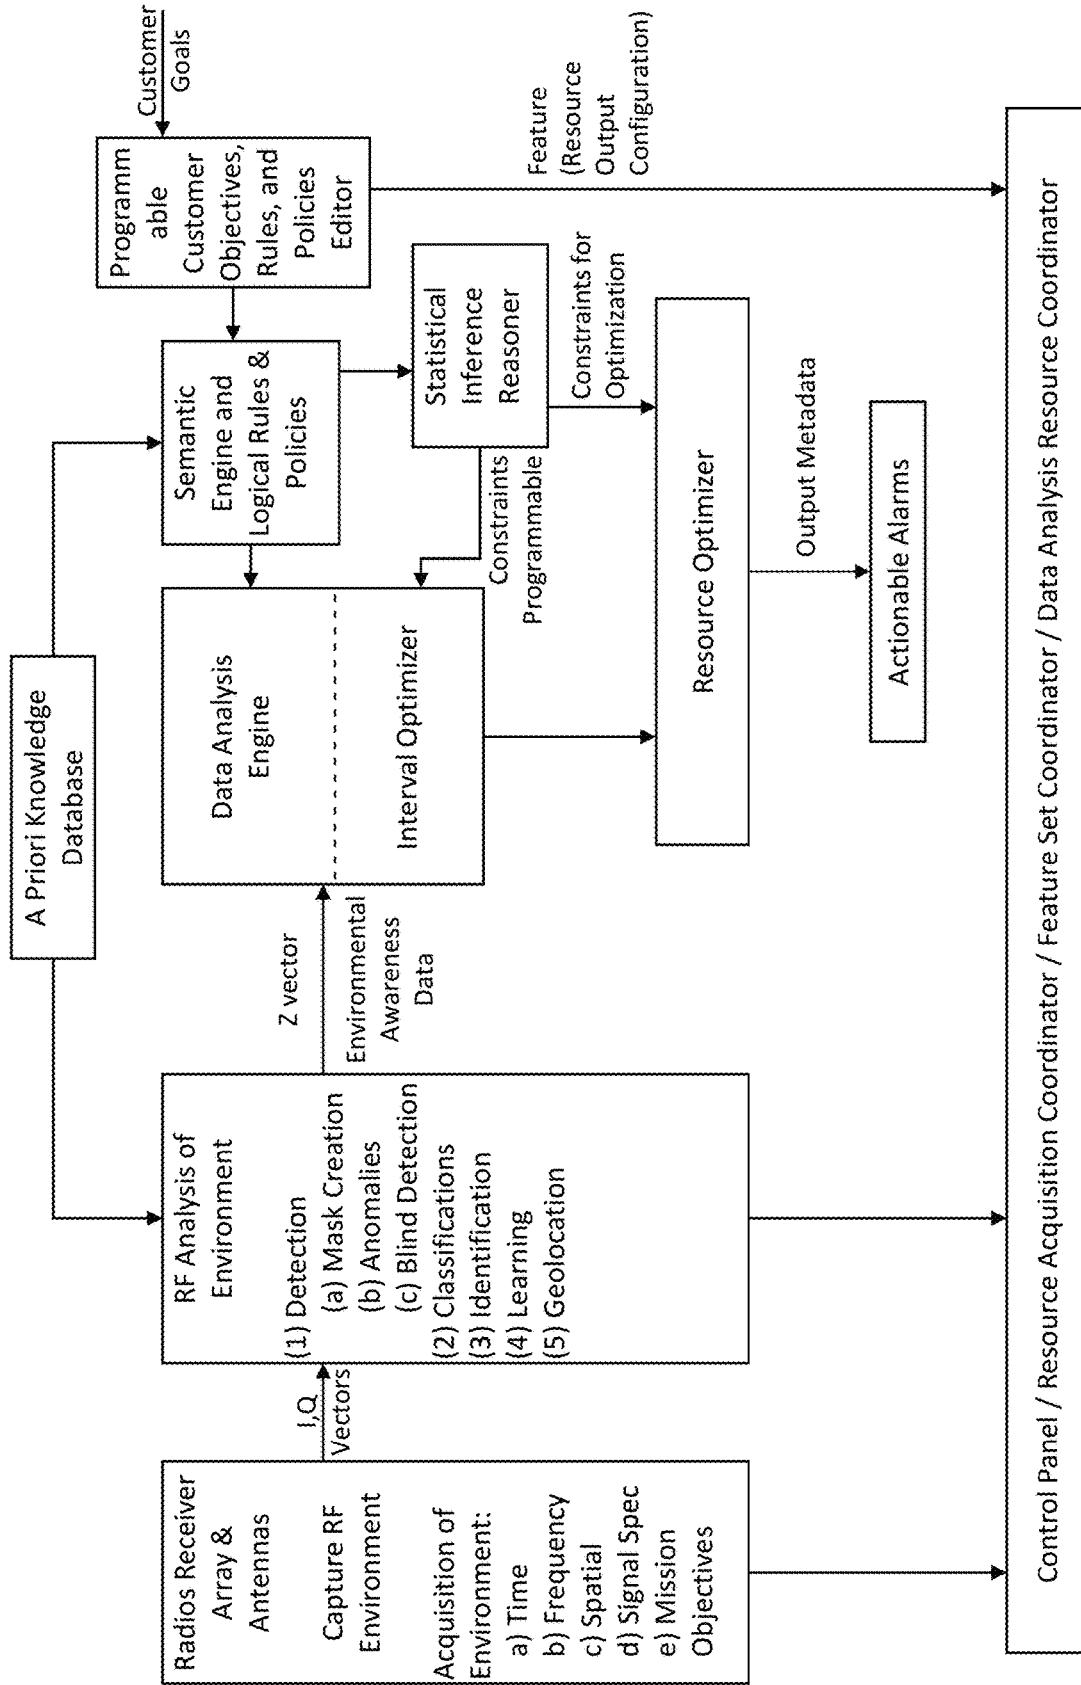 A Priori Knowledge
Database
Radios Receiver
Array &
Antennas
Capture RF
Environment
Acquisition of
Environment:
a) Time
b) Frequency
c) Spatial
d) Signal Spec
e) Mission
Objectives
I,Q
Vectors
RF Analysis of
Environment
(1) Detection
(a) Mask Creation
(b) Anomalies
(c) Blind Detection
(2) Classifications
(3) Identification
(4) Learning
(5) Geolocation
Z vector
Environmental
Awareness
Data
Data Analysis
Engine
Interval Optimizer
Semantic
Engine and
Logical Rules &
Policies
Programm
able
Customer
Objectives,
Rules, and
Policies
Editor
Customer
Goals
Statistical
Inference
Reasoner
Constraints
Programmable
Constraints for
Optimization
Feature
(Resource
Output
Configuration)
Resource Optimizer
Output Metadata
Actionable Alarms
Control Panel / Resource Acquisition Coordinator / Feature Set Coordinator / Data Analysis Resource Coordinator